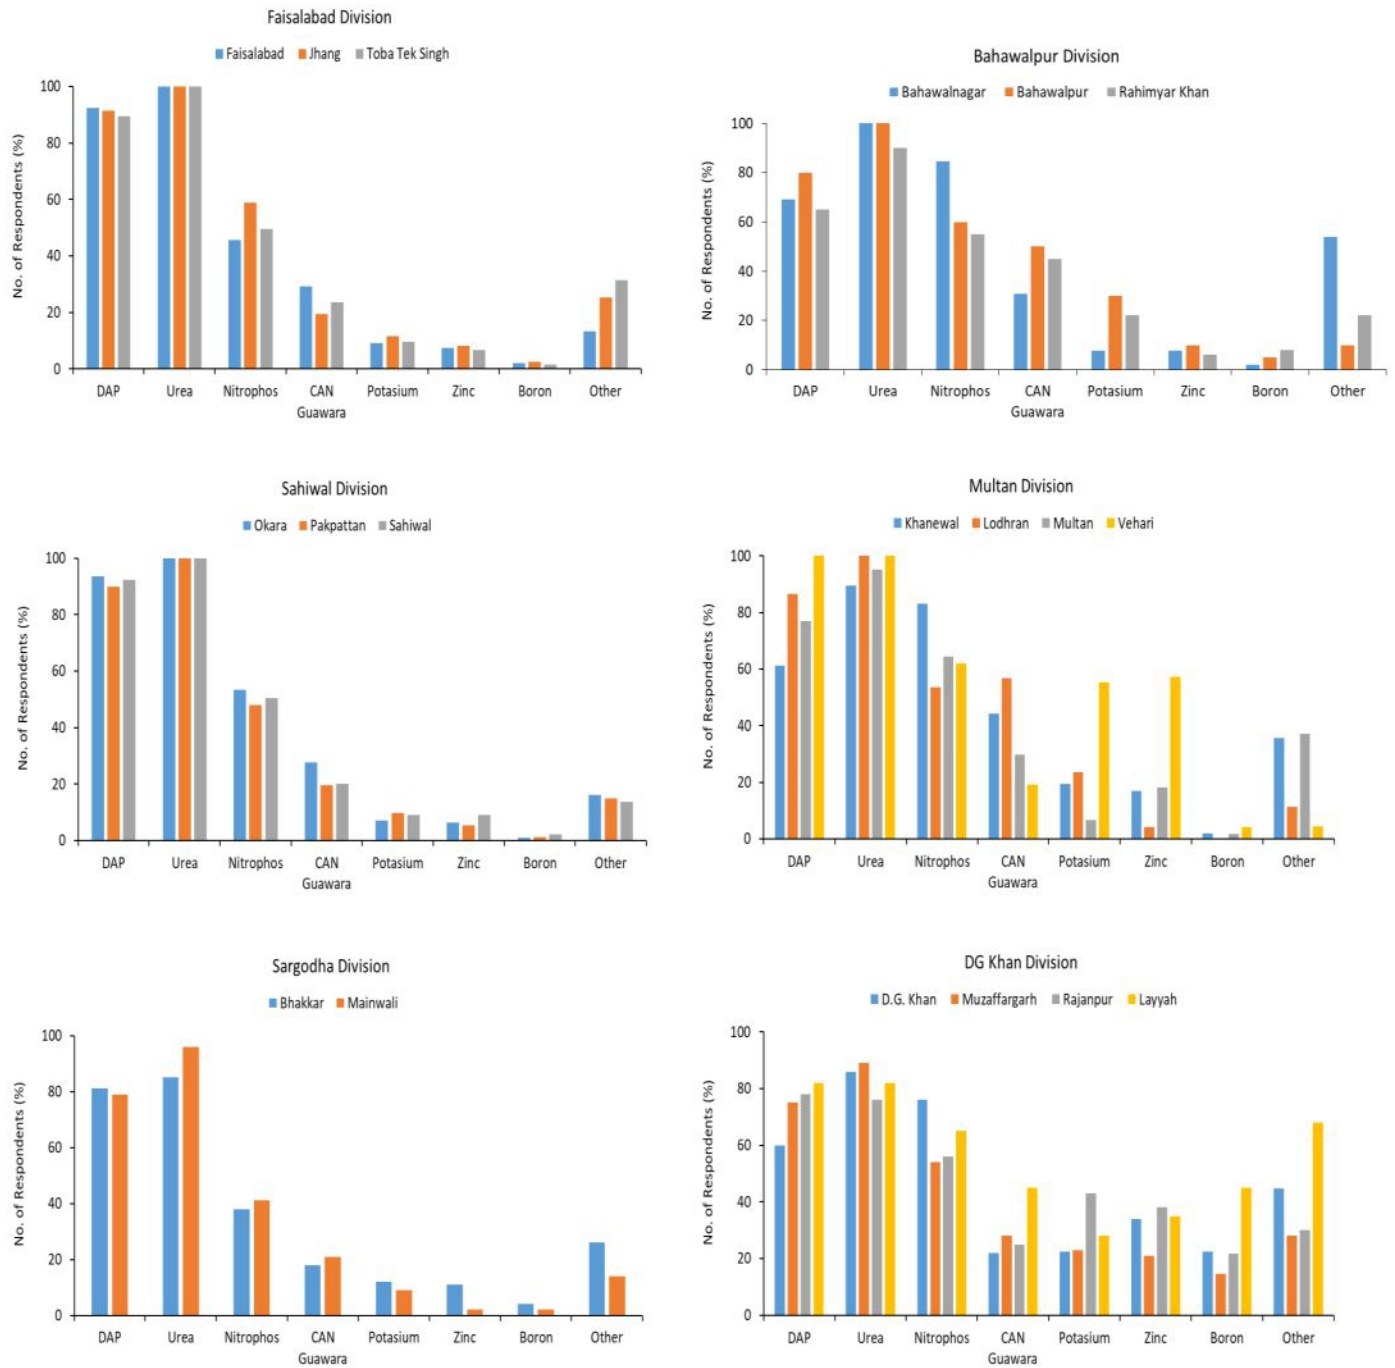 Faisalabad Division
Faisalabad Jhang Toba Tek Singh
No. of Respondents (%)
100
80
60
40
20
0
DAP Urea Nitrophos CAN Potasium Zinc Boron Other
Guawara
Bahawalpur Division
Bahawalnagar Bahawalpur Rahimyar Khan
No. of Respondents (%)
100
80
60
40
20
0
DAP Urea Nitrophos CAN Potasium Zinc Boron Other
Guawara
Sahiwal Division
Okara Pakpattan Sahiwal
No. of Respondents (%)
100
80
60
40
20
0
DAP Urea Nitrophos CAN Potasium Zinc Boron Other
Guawara
Multan Division
Khanewal Lodhran Multan Vehari
No. of Respondents (%)
100
80
60
40
20
0
DAP Urea Nitrophos CAN Potasium Zinc Boron Other
Guawara
Sargodha Division
Bhakkar Mainwali
No. of Respondents (%)
100
80
60
40
20
0
DAP Urea Nitrophos CAN Potasium Zinc Boron Other
Guawara
DG Khan Division
D.G. Khan Muzaffargarh Rajanpur Layyah
No. of Respondents (%)
100
80
60
40
20
0
DAP Urea Nitrophos CAN Potasium Zinc Boron Other
Guawara